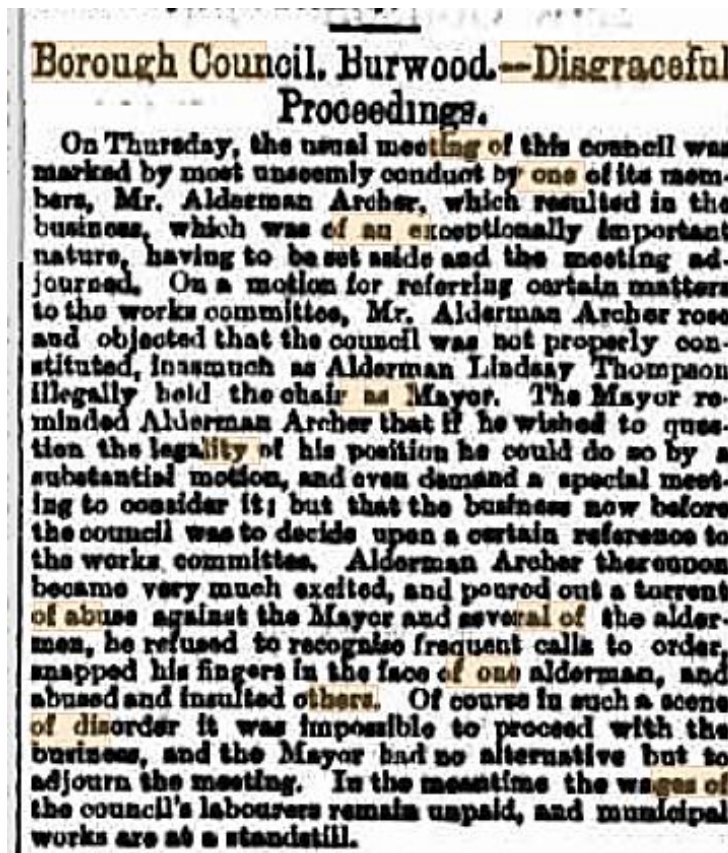 Borough Council, Burwood.—Disgraceful
Proceedings.
On Thursday, the usual meeting of this council was
marked by most unseemly conduct by one of its mem-
bers, Mr. Alderman Archer, which resulted in the
business, which was of an exceptionally important
nature, having to be set aside and the meeting ad-
journed. On a motion for referring certain matters
to the works committee, Mr. Alderman Archer rose
and objected that the council was not properly con-
stituted, inasmuch as Alderman Lindsay Thompson
illegally held the chair as Mayor. The Mayor re-
minded Alderman Archer that if he wished to ques-
tion the legality of his position he could do so by a
substantial motion, and even demand a special meet-
ing to consider it; but that the business now before
the council was to decide upon a certain reference to
the works committee. Alderman Archer thereupon
became very much excited, and poured out a torrent
of abuse against the Mayor and several of the alder-
men, he refused to recognise frequent calls to order,
snapped his fingers in the face of one alderman, and
abused and insulted others. Of course in such a scene
of disorder it was impossible to proceed with the
business, and the Mayor had no alternative but to
adjourn the meeting. In the meantime the wages of
the council's labourers remain unpaid, and municipal
works are at a standstill.